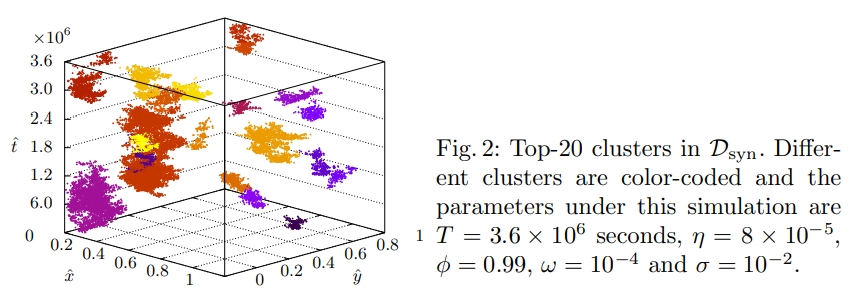 ×10⁶
3.6
3.0
2.4
t̂
1.8
1.2
6.0
0
0.2
0.4
0.6
0.8
1
x̂
0
0.2
0.4
0.6
0.8
1
ŷ
Fig. 2: Top-20 clusters in 𝒟syn. Differ-
ent clusters are color-coded and the
parameters under this simulation are
T = 3.6 × 10⁶ seconds, η = 8 × 10⁻⁵,
ϕ = 0.99, ω = 10⁻⁴ and σ = 10⁻².